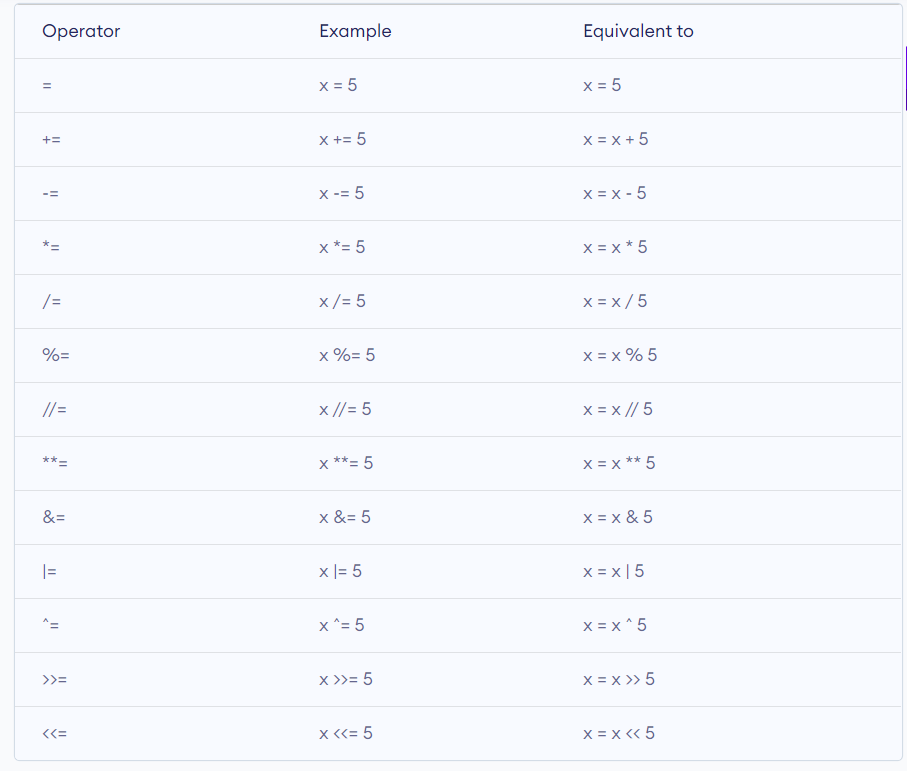 Operator Example Equivalent to
= x = 5 x = 5
+= x += 5 x = x + 5
-= x -= 5 x = x - 5
*= x *= 5 x = x * 5
/= x /= 5 x = x / 5
%= x %= 5 x = x % 5
//= x //= 5 x = x // 5
**= x **= 5 x = x ** 5
&= x &= 5 x = x & 5
|= x |= 5 x = x | 5
^= x ^= 5 x = x ^ 5
>>= x >>= 5 x = x >> 5
<<= x <<= 5 x = x << 5